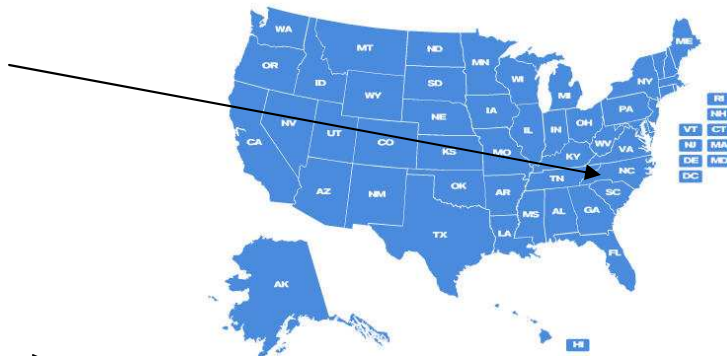 WA
MT
ND
MN
ME
OR
ID
SD
WI
NY
WY
MI
RI
IA
PA
NH
NE
NV
OH
IL
IN
UT
VT
CT
CA
CO
WV
VA
NJ
MA
KS
MO
KY
DE
MD
NC
TN
DC
OK
AZ
NM
AR
SC
MS
AL
GA
TX
LA
FL
AK
HI